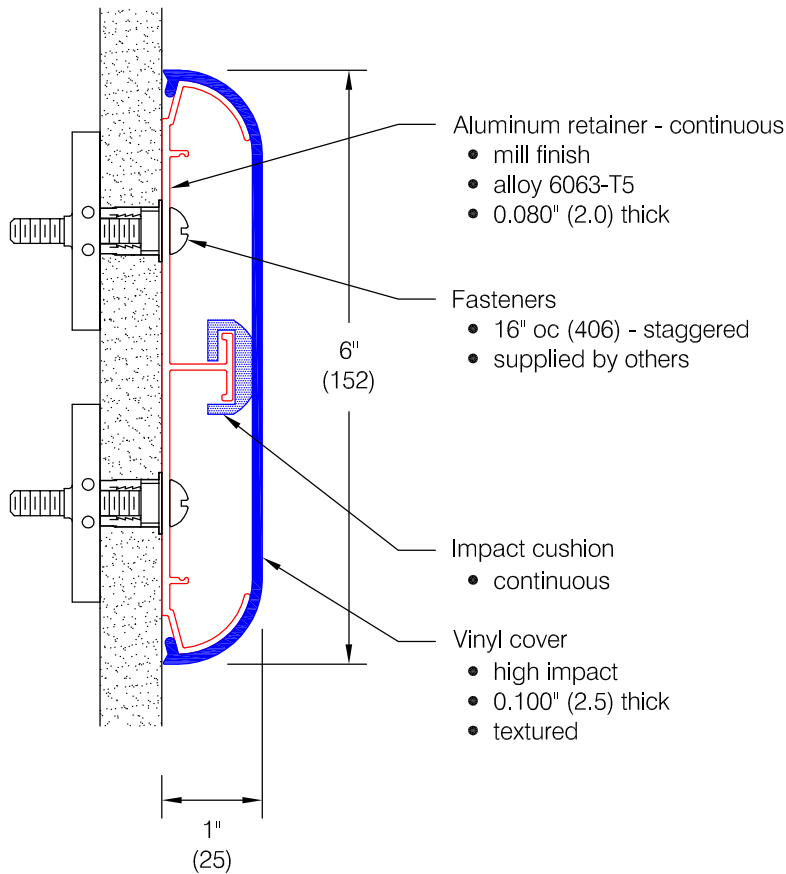 Aluminum retainer - continuous
● mill finish
● alloy 6063-T5
● 0.080" (2.0) thick
Fasteners
● 16" oc (406) - staggered
● supplied by others
6"
(152)
Impact cushion
● continuous
Vinyl cover
● high impact
● 0.100" (2.5) thick
● textured
1"
(25)